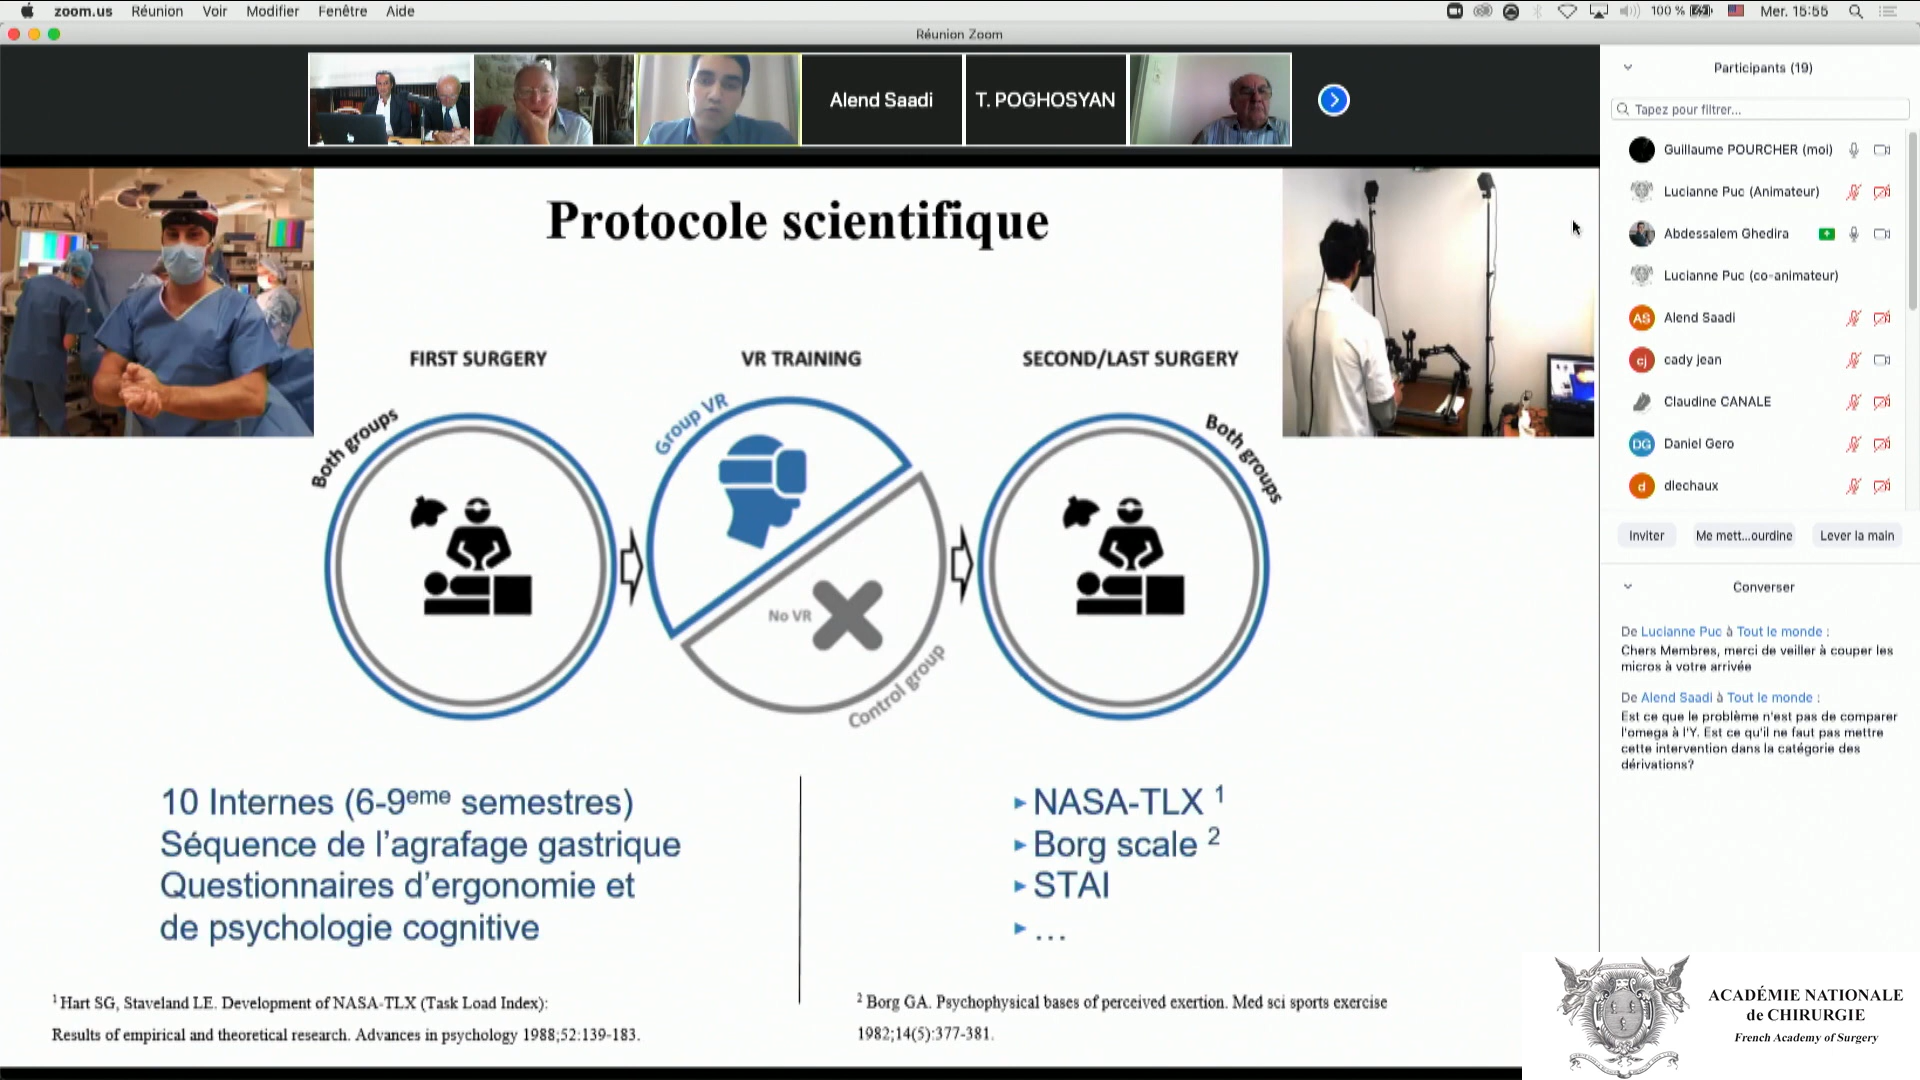 zoom.us Réunion Voir Modifier Fenêtre Aide
100 % Mer. 15:55
Réunion Zoom
Alend Saadi
T. POGHOSYAN
Participants (19)
Tapez pour filtrer...
Guillaume POURCHER (moi)
Lucianne Puc (Animateur)
Abdessalem Ghedira
Lucianne Puc (co-animateur)
AS Alend Saadi
cj cady jean
Claudine CANALE
DG Daniel Gero
d dlechaux
Inviter Me mett...ourdine Lever la main
Converser
De Lucianne Puc à Tout le monde :
Chers Membres, merci de veiller à couper les
micros à votre arrivée
De Alend Saadi à Tout le monde :
Est ce que le problème n'est pas de comparer
l'omega à l'Y. Est ce qu'il ne faut pas mettre
cette intervention dans la catégorie des
dérivations?
Protocole scientifique
FIRST SURGERY
VR TRAINING
SECOND/LAST SURGERY
Both groups
Group VR
Both groups
No VR
Control group
10 Internes (6-9eme semestres)
Séquence de l'agrafage gastrique
Questionnaires d'ergonomie et
de psychologie cognitive
▸ NASA-TLX 1
▸ Borg scale 2
▸ STAI
▸ …
1 Hart SG, Staveland LE. Development of NASA-TLX (Task Load Index):
Results of empirical and theoretical research. Advances in psychology 1988;52:139-183.
2 Borg GA. Psychophysical bases of perceived exertion. Med sci sports exercise
1982;14(5):377-381.
ACADÉMIE NATIONALE
de CHIRURGIE
French Academy of Surgery